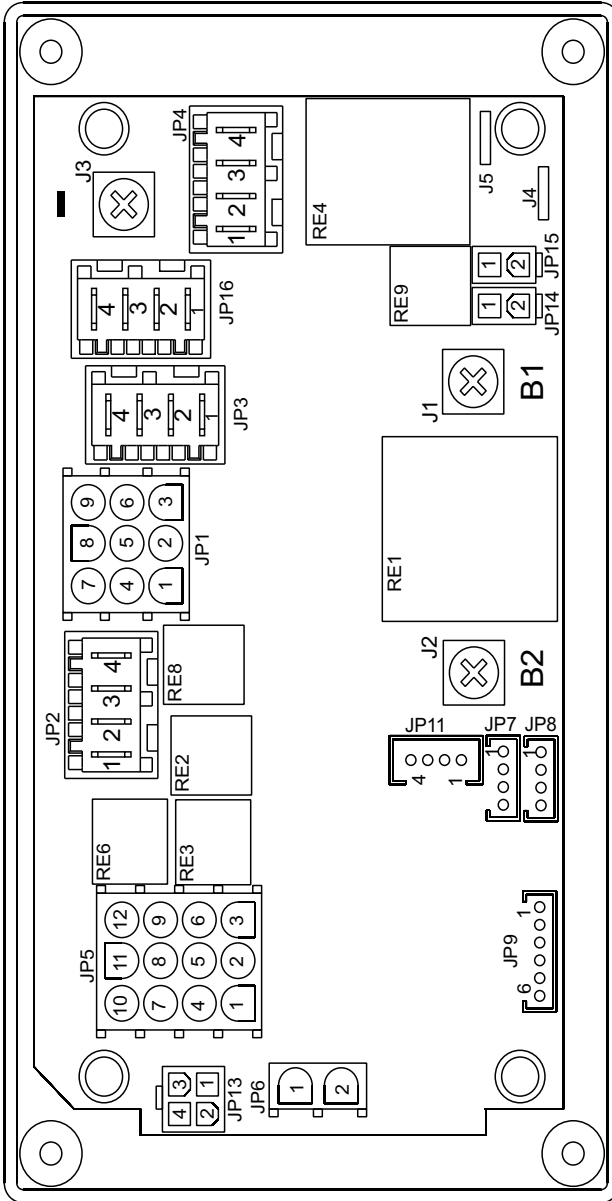 JP4
1 2 3 4
J3
J5
J4
RE4
JP16
4 3 2 1
RE9
1 2
JP15
1 2
JP14
JP3
4 3 2 1
J1
B1
JP1
9 6 3
8 5 2
7 4 1
RE1
JP2
1 2 3 4
RE8
J2
B2
RE2
JP11
4 1
JP7
1
JP8
1
RE6
RE3
JP5
12 9 6 3
11 8 5 2
10 7 4 1
JP9
6 1
JP13
3 1
4 2
JP6
1
2